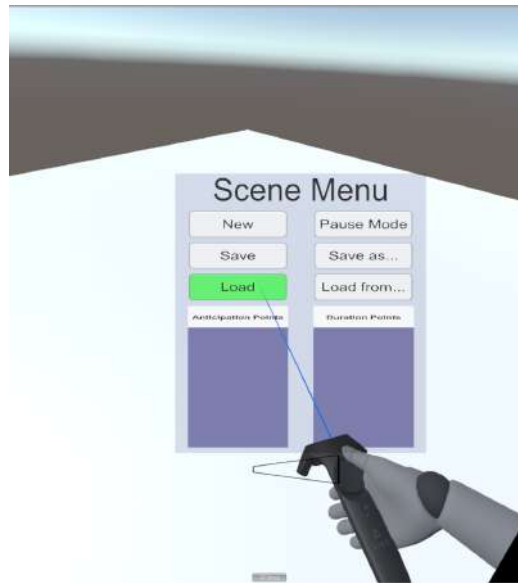 Scene Menu
New
Pause Mode
Save
Save as...
Load
Load from...
Anticipation Points
Duration Points